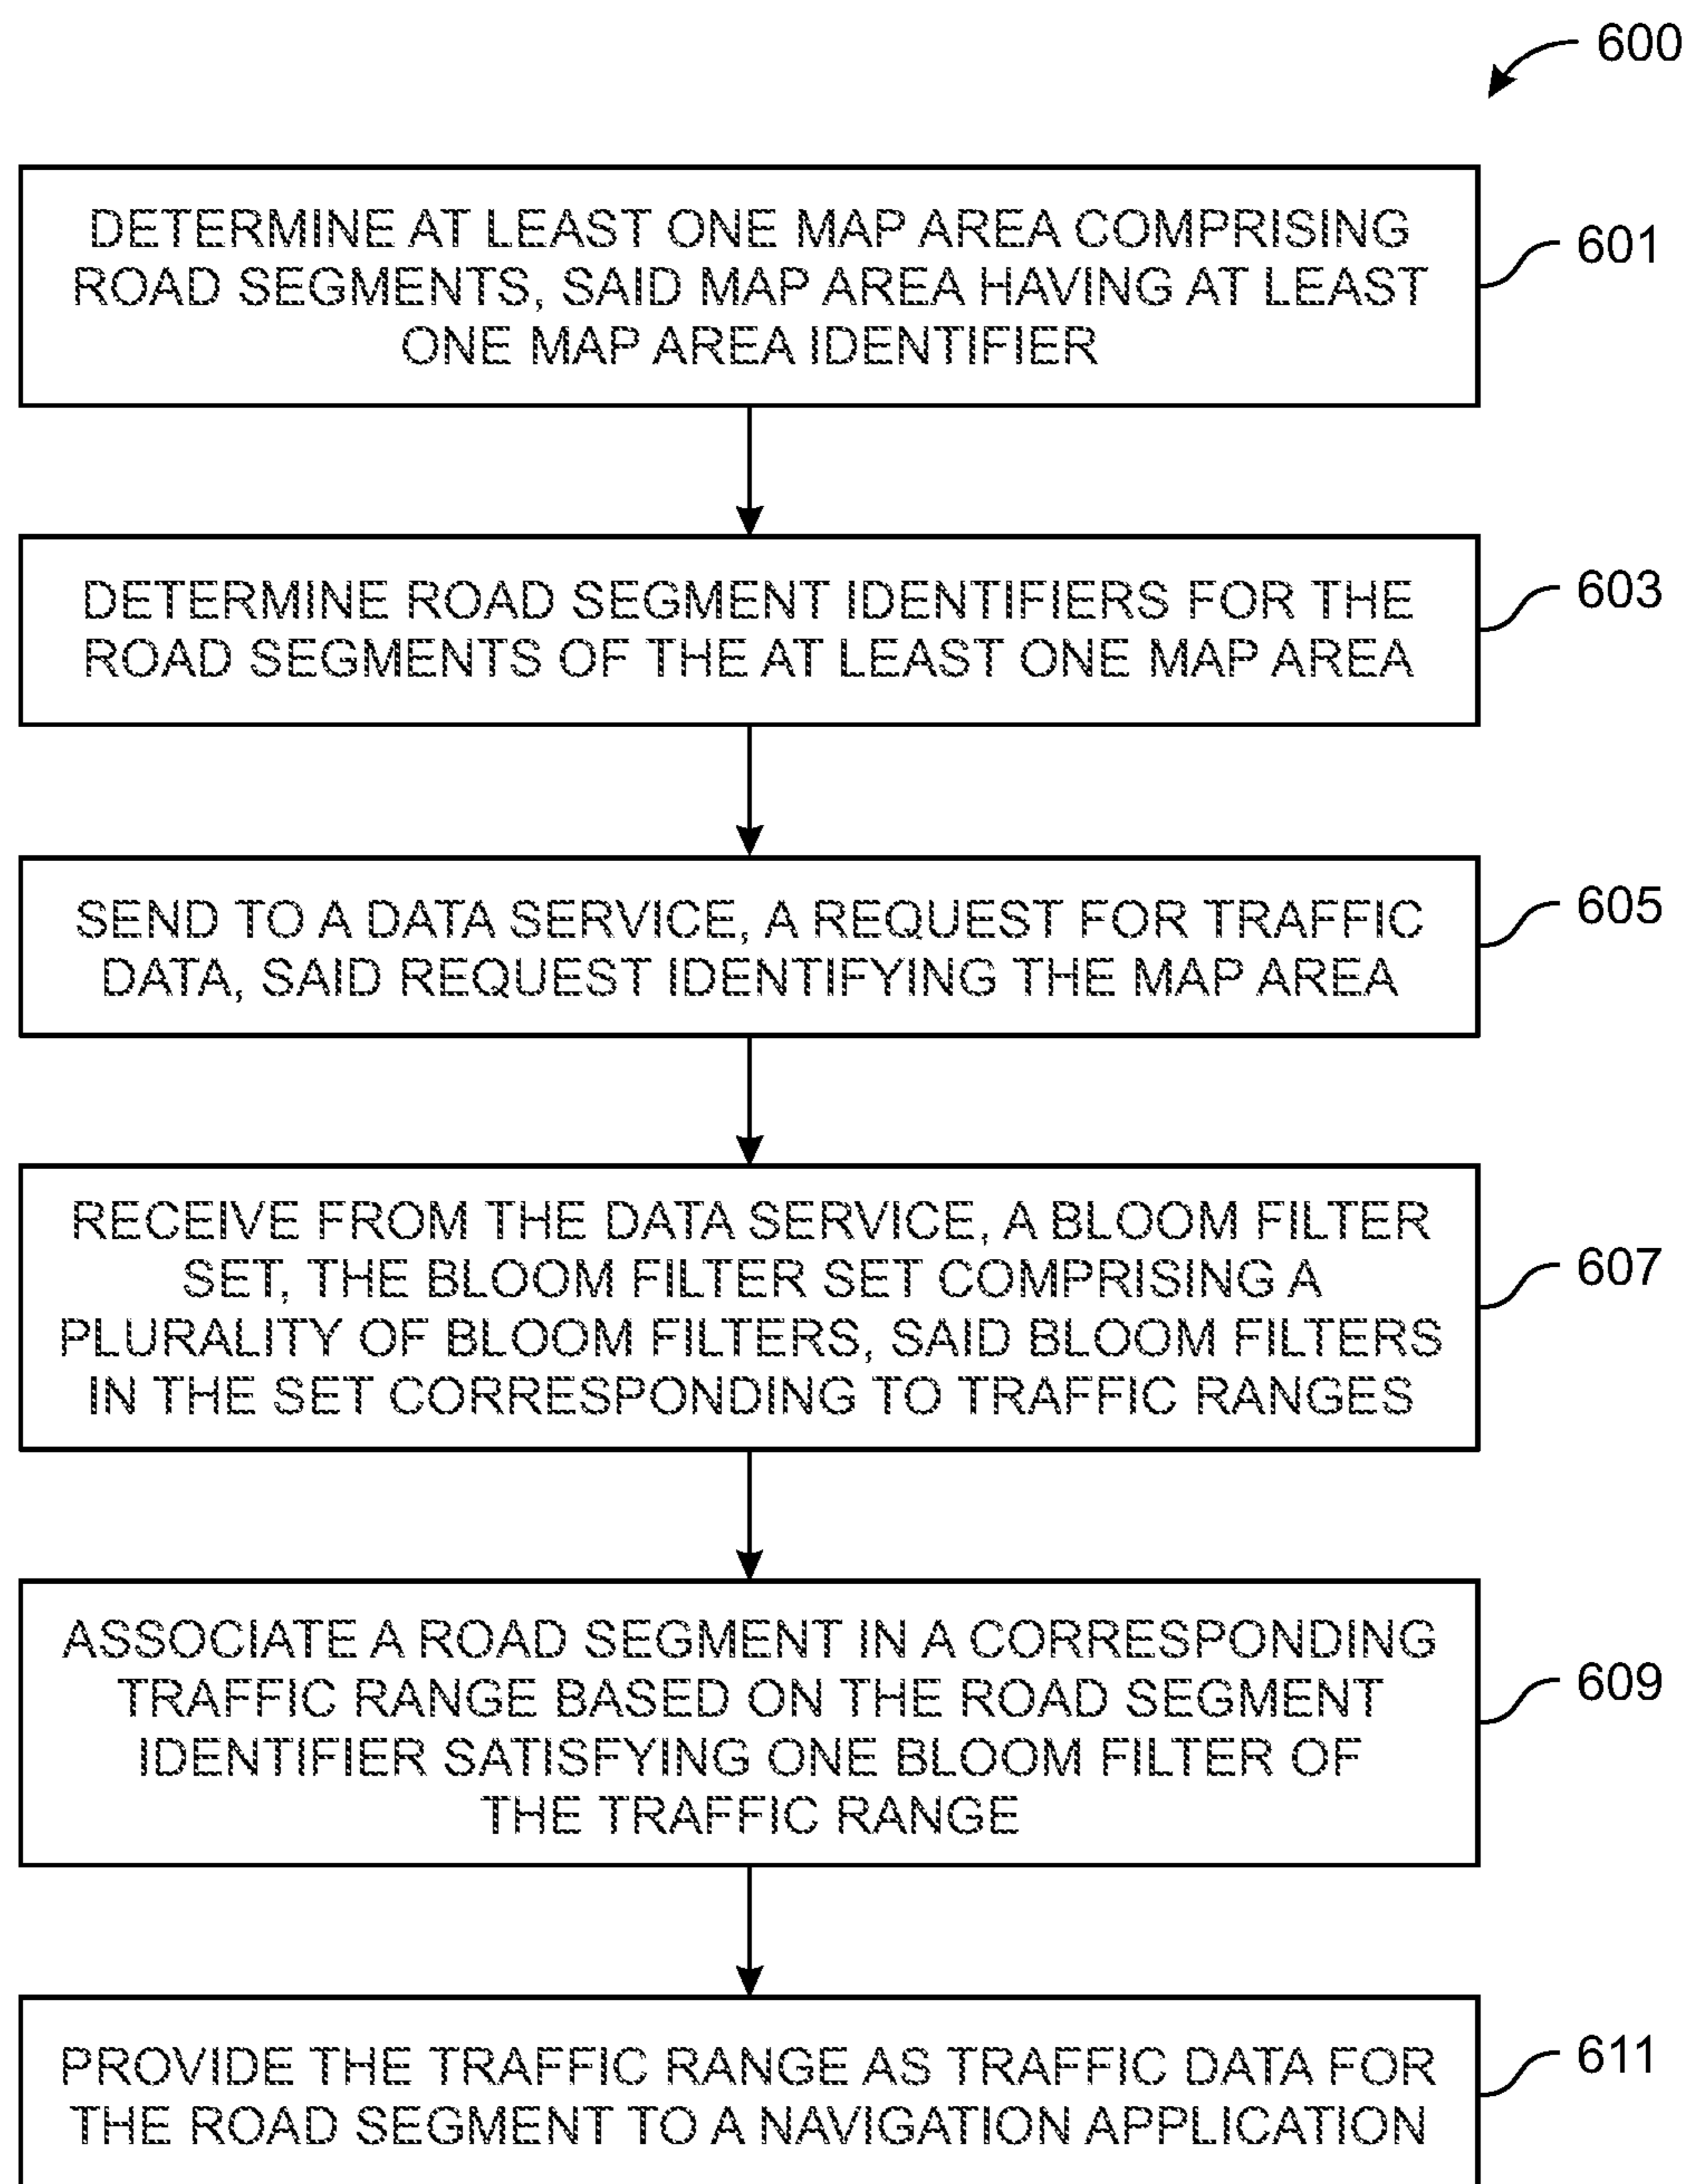 600
DETERMINE AT LEAST ONE MAP AREA COMPRISING
ROAD SEGMENTS, SAID MAP AREA HAVING AT LEAST
ONE MAP AREA IDENTIFIER
601
DETERMINE ROAD SEGMENT IDENTIFIERS FOR THE
ROAD SEGMENTS OF THE AT LEAST ONE MAP AREA
603
SEND TO A DATA SERVICE, A REQUEST FOR TRAFFIC
DATA, SAID REQUEST IDENTIFYING THE MAP AREA
605
RECEIVE FROM THE DATA SERVICE, A BLOOM FILTER
SET, THE BLOOM FILTER SET COMPRISING A
PLURALITY OF BLOOM FILTERS, SAID BLOOM FILTERS
IN THE SET CORRESPONDING TO TRAFFIC RANGES
607
ASSOCIATE A ROAD SEGMENT IN A CORRESPONDING
TRAFFIC RANGE BASED ON THE ROAD SEGMENT
IDENTIFIER SATISFYING ONE BLOOM FILTER OF
THE TRAFFIC RANGE
609
PROVIDE THE TRAFFIC RANGE AS TRAFFIC DATA FOR
THE ROAD SEGMENT TO A NAVIGATION APPLICATION
611